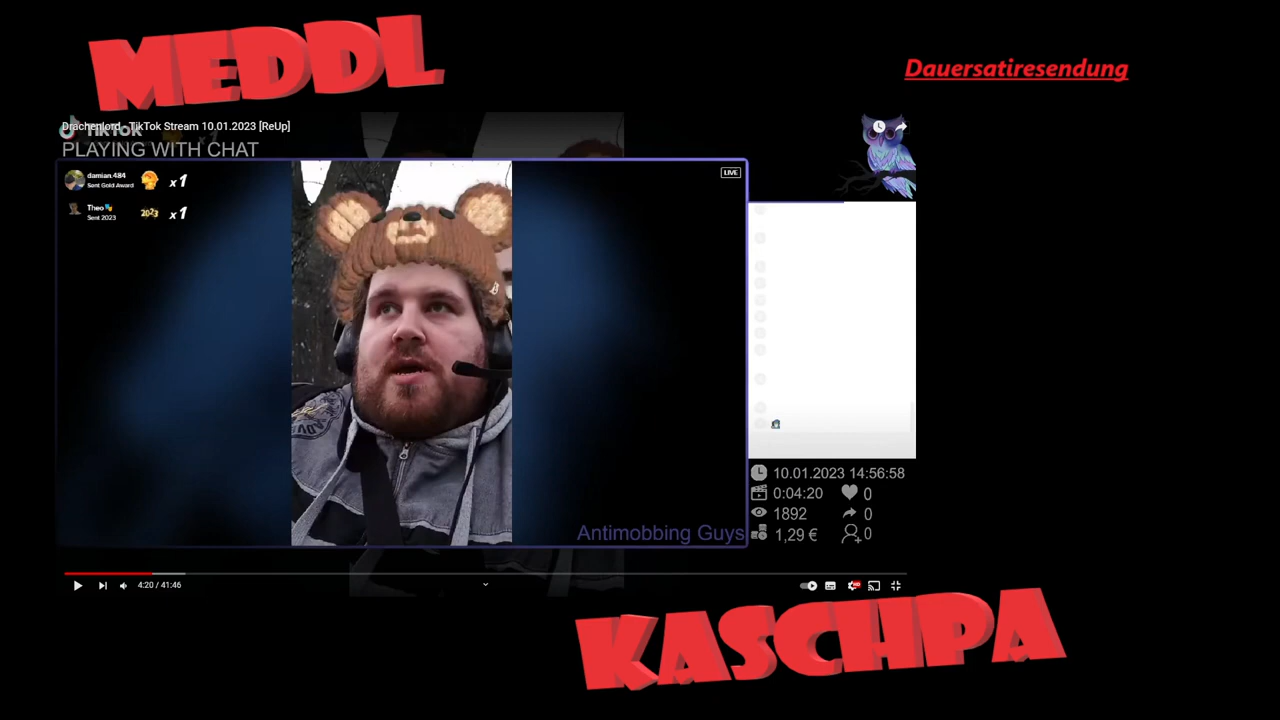 MEDDL
Dauersatiresendung
Drachenlord - TikTok Stream 10.01.2023 [ReUp]
TikTok
PLAYING WITH CHAT
damian.484
Sent Gold Award
x1
Theo
Sent 2023
2023
x1
LIVE
10.01.2023 14:56:58
0:04:20
0
1892
0
1,29 €
0
Antimobbing Guys
4:20 / 41:46
HD
KASCHPA